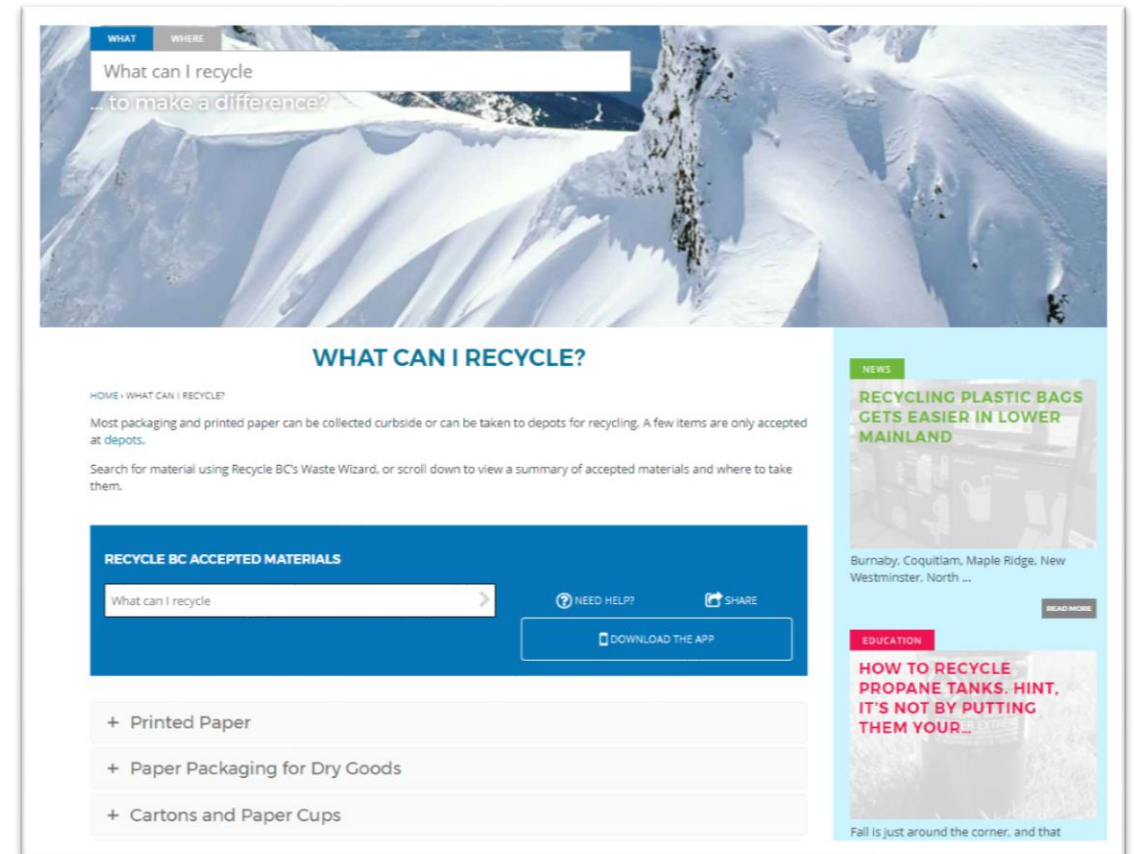 WHAT WHERE
What can I recycle
... to make a difference?
WHAT CAN I RECYCLE?
HOME › WHAT CAN I RECYCLE?
Most packaging and printed paper can be collected curbside or can be taken to depots for recycling. A few items are only accepted
at depots.
Search for material using Recycle BC's Waste Wizard, or scroll down to view a summary of accepted materials and where to take
them.
RECYCLE BC ACCEPTED MATERIALS
What can I recycle
NEED HELP?
SHARE
DOWNLOAD THE APP
+ Printed Paper
+ Paper Packaging for Dry Goods
+ Cartons and Paper Cups
NEWS
RECYCLING PLASTIC BAGS
GETS EASIER IN LOWER
MAINLAND
Burnaby, Coquitlam, Maple Ridge, New
Westminster, North ...
READ MORE
EDUCATION
HOW TO RECYCLE
PROPANE TANKS. HINT,
IT'S NOT BY PUTTING
THEM YOUR...
Fall is just around the corner, and that